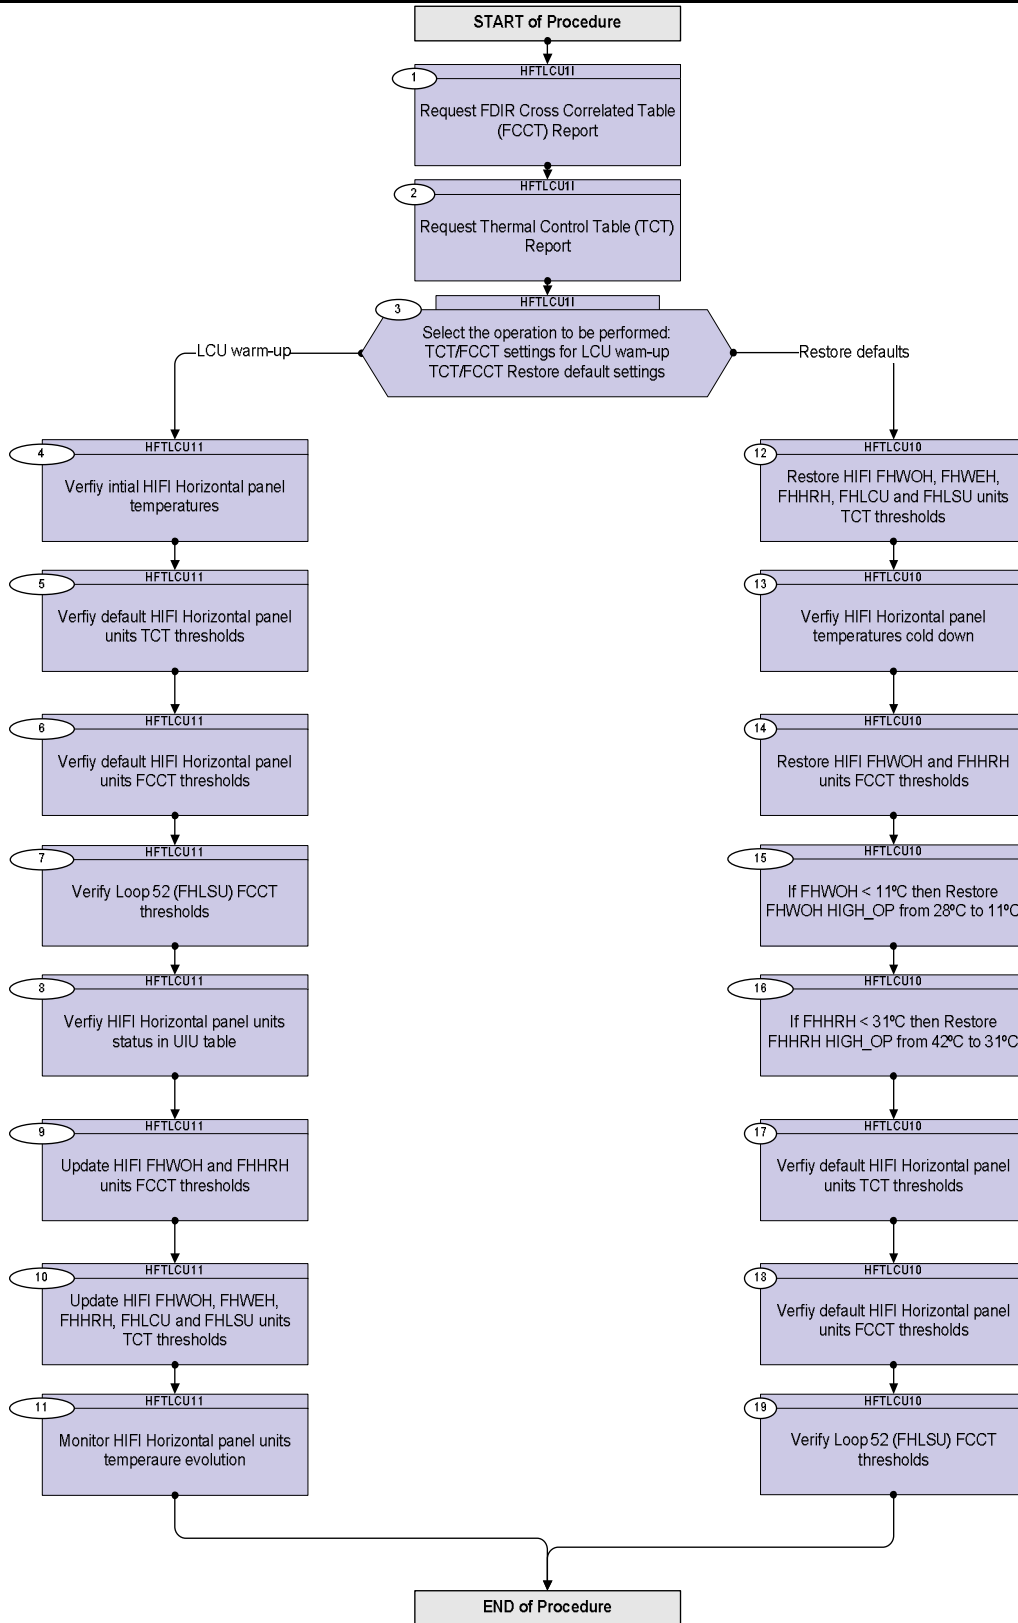 START of Procedure
HFTLCU1I
1
Request FDIR Cross Correlated Table
(FCCT) Report
HFTLCU1I
2
Request Thermal Control Table (TCT)
Report
HFTLCU1I
3
Select the operation to be performed:
TCT/FCCT settings for LCU wam-up
TCT/FCCT Restore default settings
LCU warm-up
Restore defaults
HFTLCU11
4
Verfiy intial HIFI Horizontal panel
temperatures
HFTLCU11
5
Verfiy default HIFI Horizontal panel
units TCT thresholds
HFTLCU11
6
Verfiy default HIFI Horizontal panel
units FCCT thresholds
HFTLCU11
7
Verify Loop 52 (FHLSU) FCCT
thresholds
HFTLCU11
8
Verfiy HIFI Horizontal panel units
status in UIU table
HFTLCU11
9
Update HIFI FHWOH and FHHRH
units FCCT thresholds
HFTLCU11
10
Update HIFI FHWOH, FHWEH,
FHHRH, FHLCU and FHLSU units
TCT thresholds
HFTLCU11
11
Monitor HIFI Horizontal panel units
temperaure evolution
HFTLCU10
12
Restore HIFI FHWOH, FHWEH,
FHHRH, FHLCU and FHLSU units
TCT thresholds
HFTLCU10
13
Verfiy HIFI Horizontal panel
temperatures cold down
HFTLCU10
14
Restore HIFI FHWOH and FHHRH
units FCCT thresholds
HFTLCU10
15
If FHWOH < 11ºC then Restore
FHWOH HIGH_OP from 28ºC to 11ºC
HFTLCU10
16
If FHHRH < 31ºC then Restore
FHHRH HIGH_OP from 42ºC to 31ºC
HFTLCU10
17
Verfiy default HIFI Horizontal panel
units TCT thresholds
HFTLCU10
18
Verfiy default HIFI Horizontal panel
units FCCT thresholds
HFTLCU10
19
Verify Loop 52 (FHLSU) FCCT
thresholds
END of Procedure